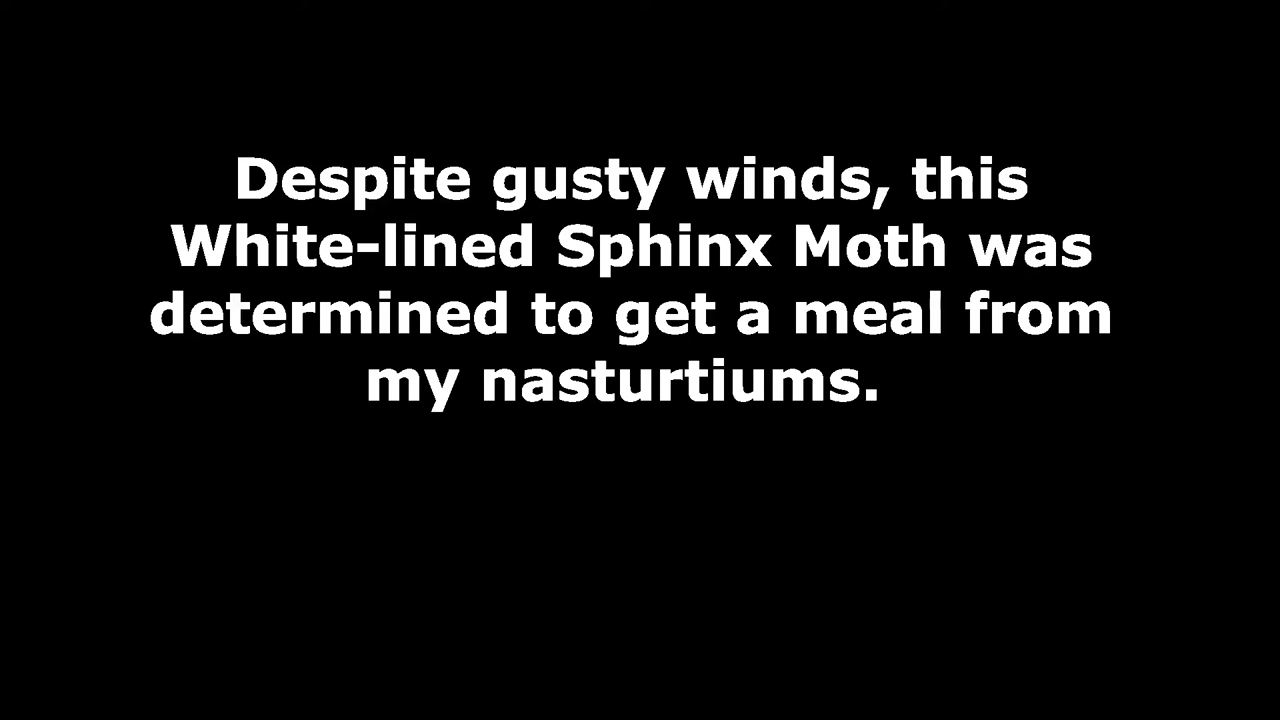 Despite gusty winds, this
White-lined Sphinx Moth was
determined to get a meal from
my nasturtiums.